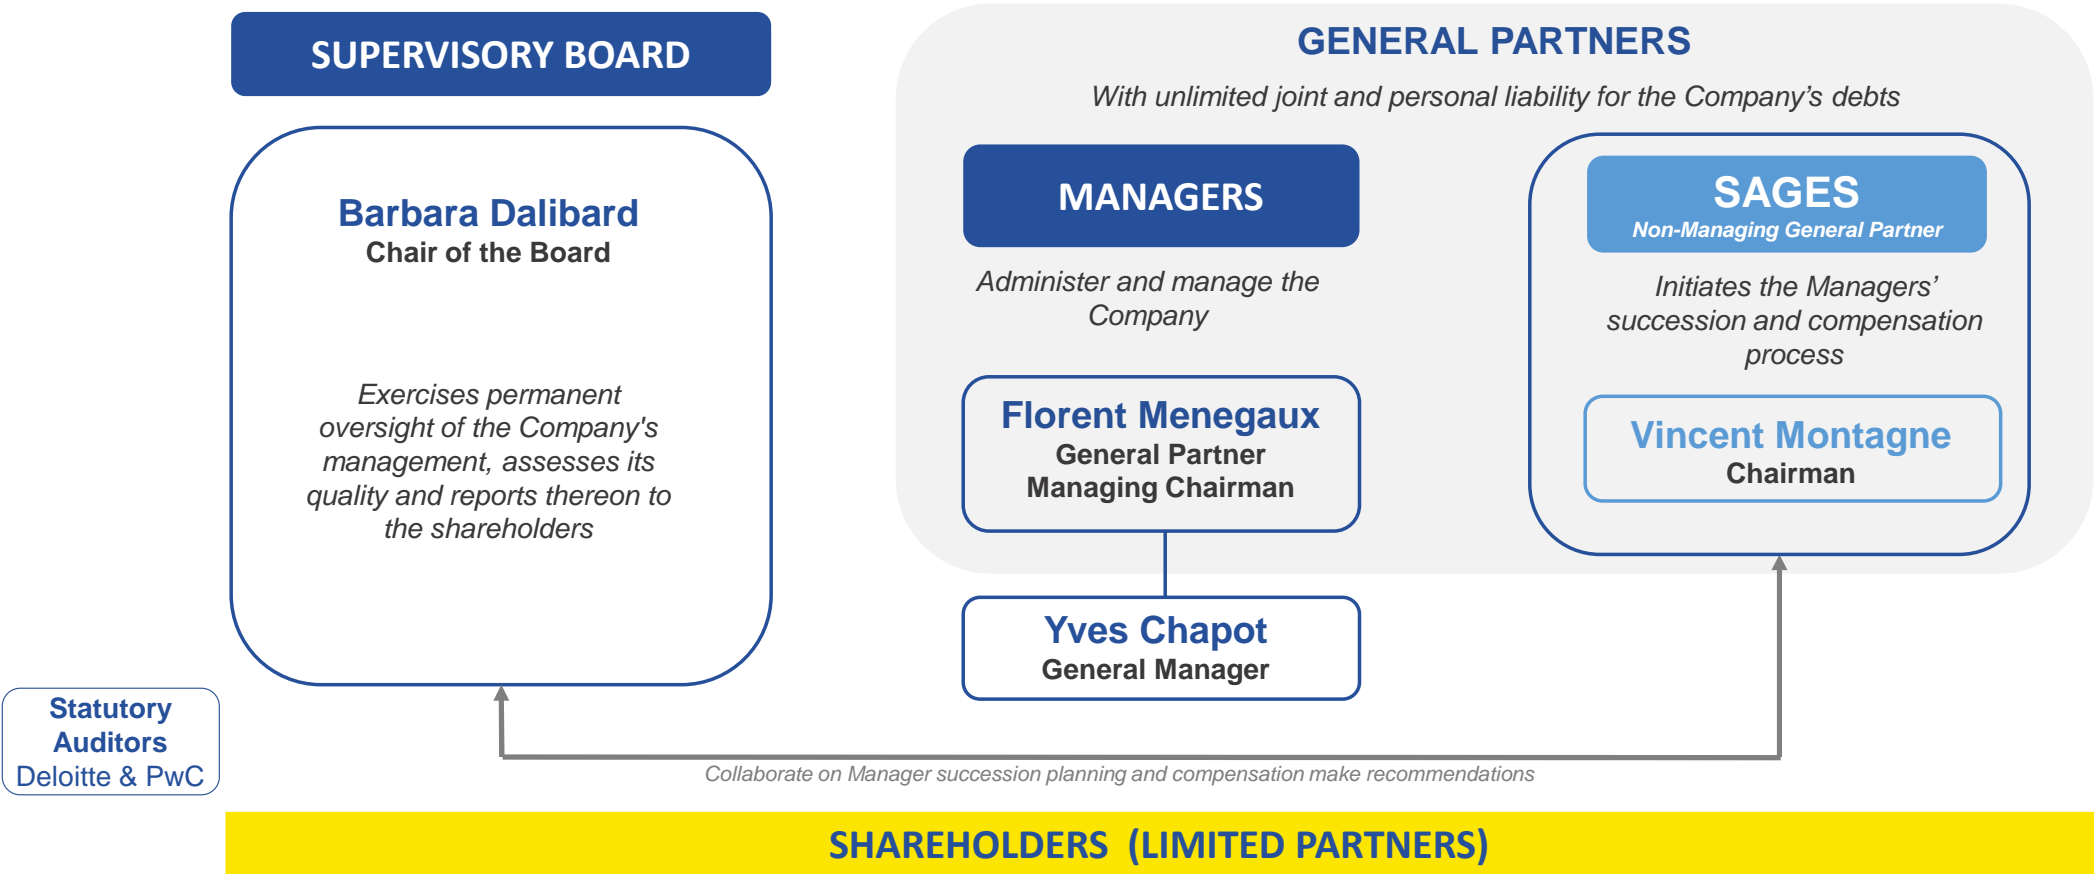 SUPERVISORY BOARD
Barbara Dalibard
Chair of the Board
Exercises permanent
oversight of the Company's
management, assesses its
quality and reports thereon to
the shareholders
GENERAL PARTNERS
With unlimited joint and personal liability for the Company’s debts
MANAGERS
Administer and manage the
Company
Florent Menegaux
General Partner
Managing Chairman
Yves Chapot
General Manager
SAGES
Non-Managing General Partner
Initiates the Managers’
succession and compensation
process
Vincent Montagne
Chairman
Statutory
Auditors
Deloitte & PwC
Collaborate on Manager succession planning and compensation make recommendations
SHAREHOLDERS (LIMITED PARTNERS)